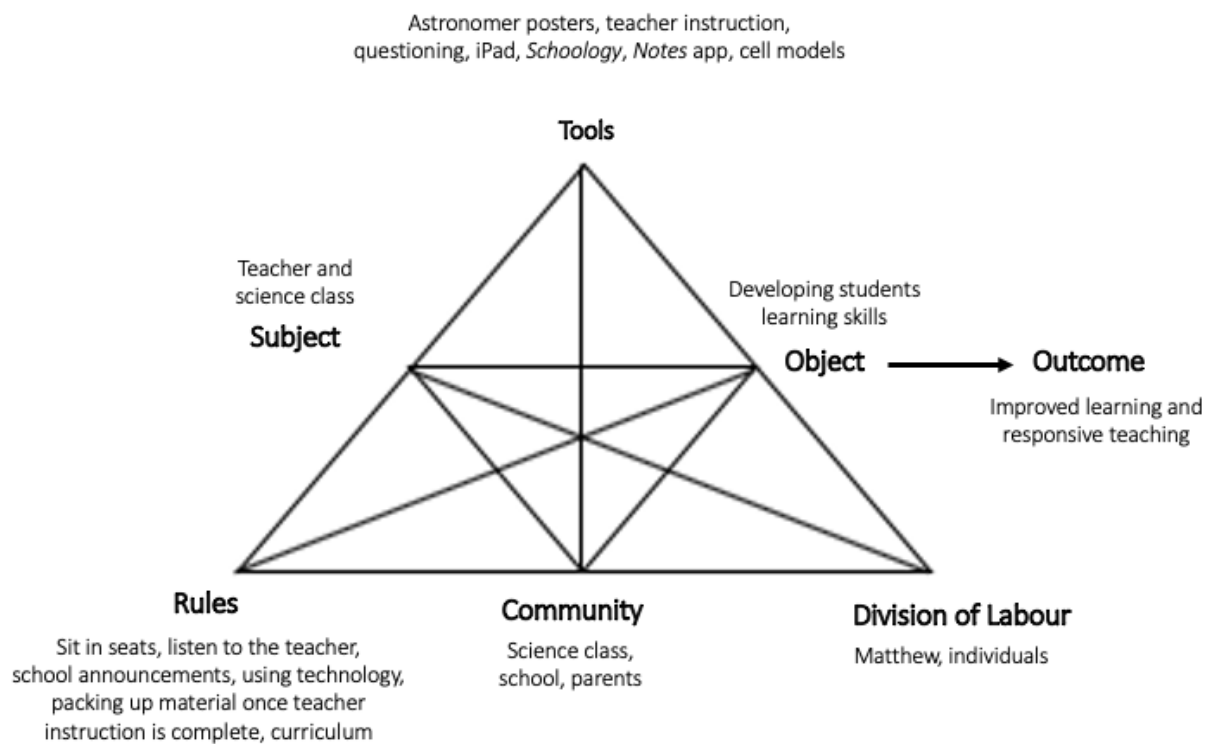 Astronomer posters, teacher instruction,
questioning, iPad, Schoology, Notes app, cell models
Tools
Teacher and
science class
Subject
Developing students
learning skills
Object
Outcome
Improved learning and
responsive teaching
Rules
Sit in seats, listen to the teacher,
school announcements, using technology,
packing up material once teacher
instruction is complete, curriculum
Community
Science class,
school, parents
Division of Labour
Matthew, individuals